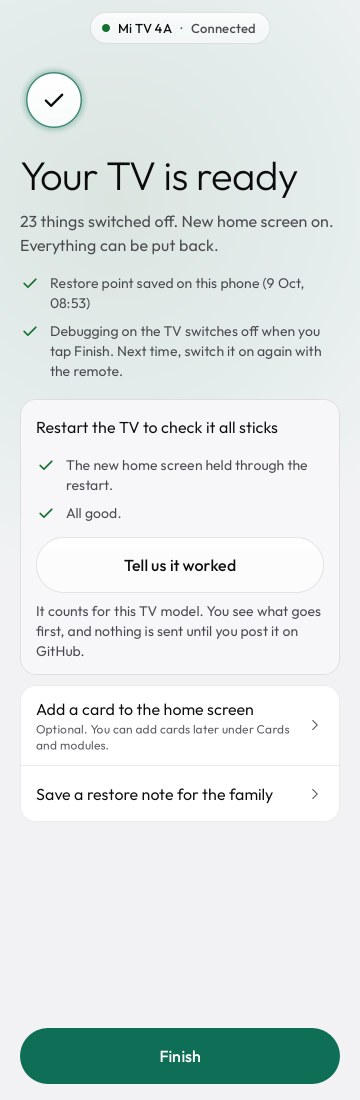 Mi TV 4A · Connected
Your TV is ready
23 things switched off. New home screen on.
Everything can be put back.
Restore point saved on this phone (9 Oct,
08:53)
Debugging on the TV switches off when you
tap Finish. Next time, switch it on again with
the remote.
Restart the TV to check it all sticks
The new home screen held through the
restart.
All good.
Tell us it worked
It counts for this TV model. You see what goes
first, and nothing is sent until you post it on
GitHub.
Add a card to the home screen
Optional. You can add cards later under Cards
and modules.
Save a restore note for the family
Finish